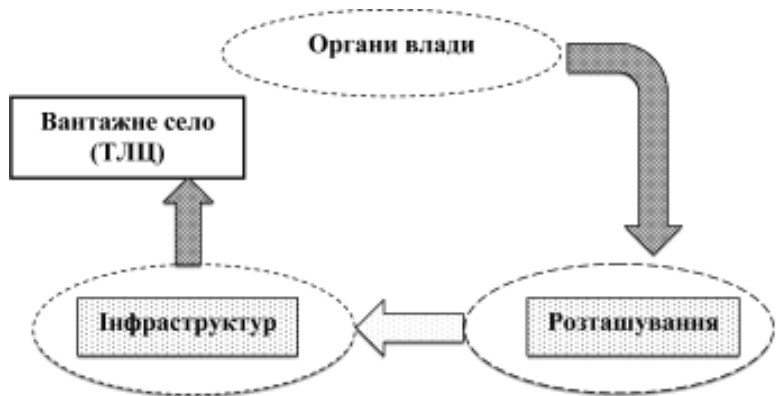 Органи влади
Вантажне село
(ТЛЦ)
Інфраструктур
Розташування